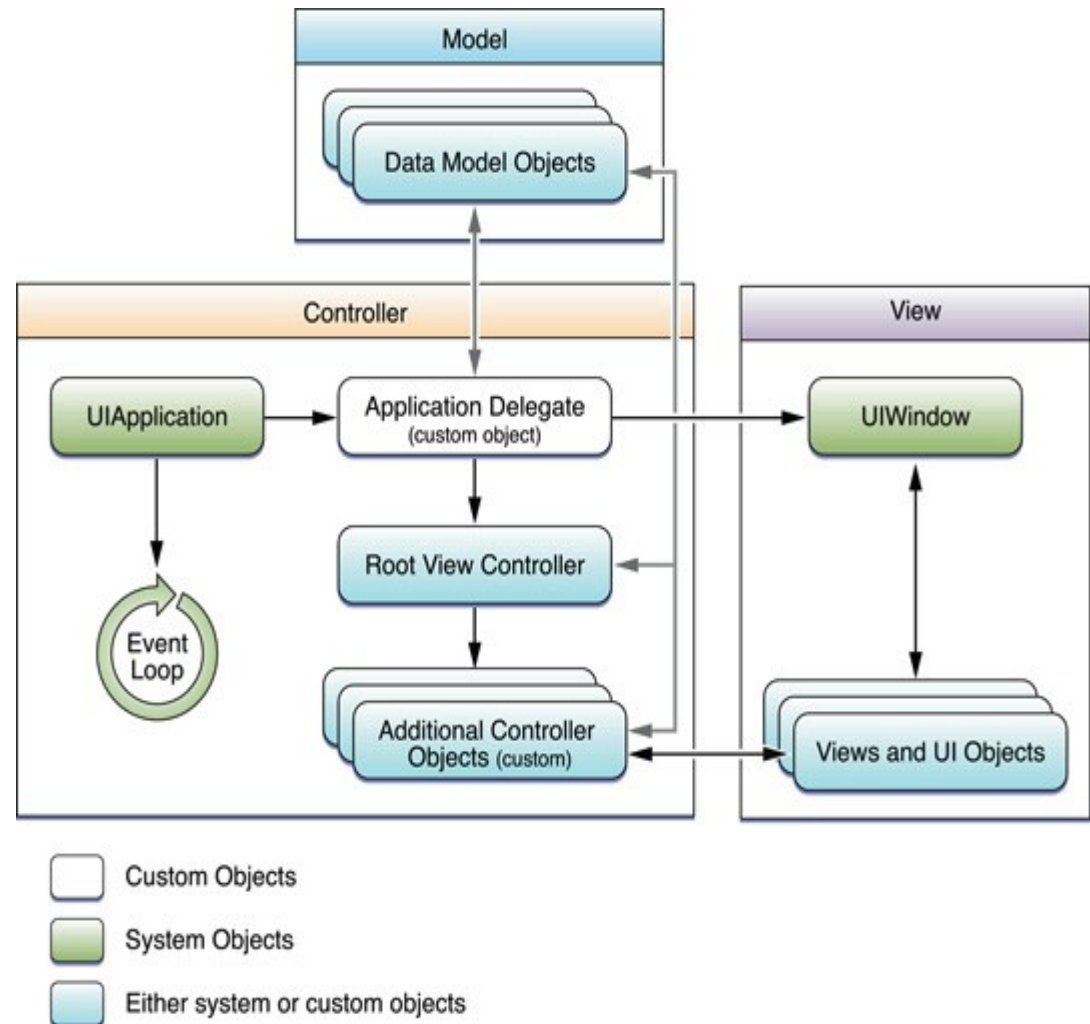 Model
Data Model Objects
Controller
View
UIApplication
Application Delegate
(custom object)
UIWindow
Root View Controller
Event
Loop
Additional Controller
Objects (custom)
Views and UI Objects
Custom Objects
System Objects
Either system or custom objects